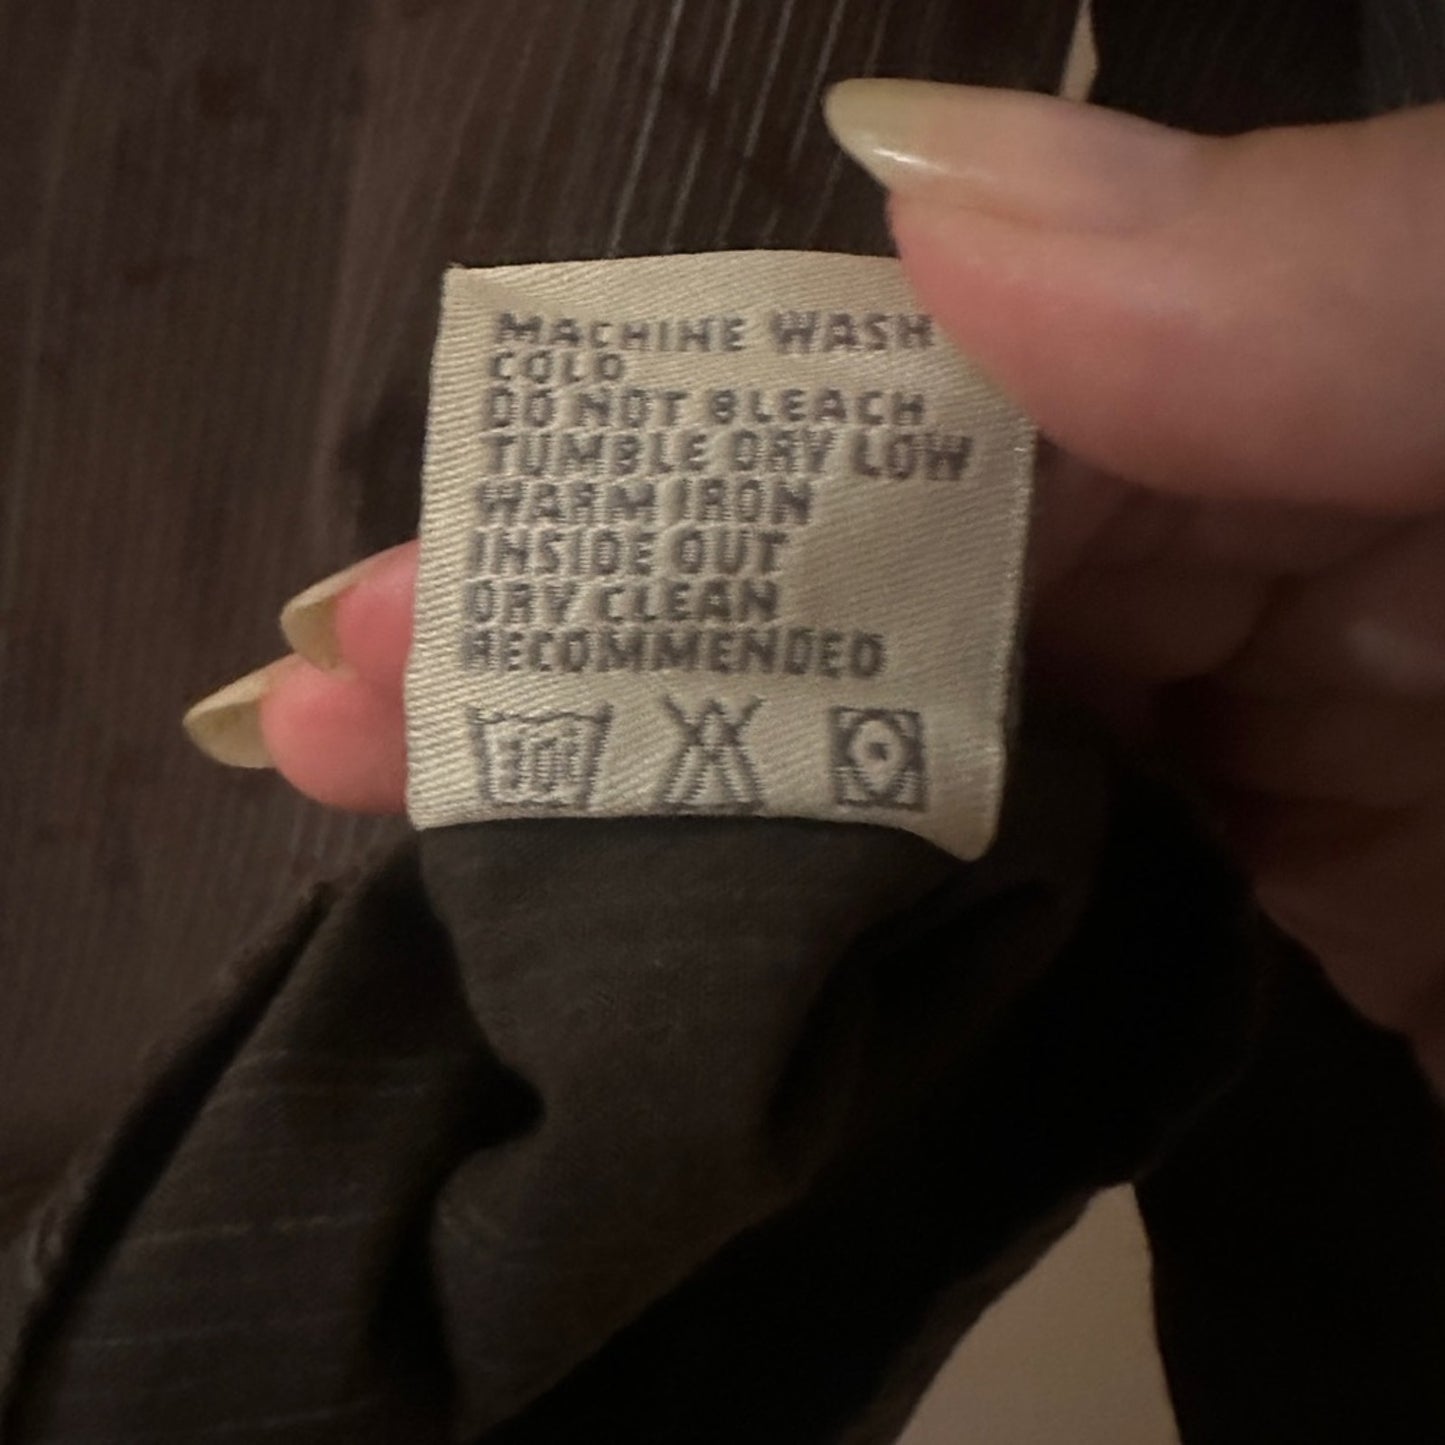 MACHINE WASH
COLD
DO NOT BLEACH
TUMBLE DRY LOW
WARM IRON
INSIDE OUT
DRY CLEAN
RECOMMENDED
30°